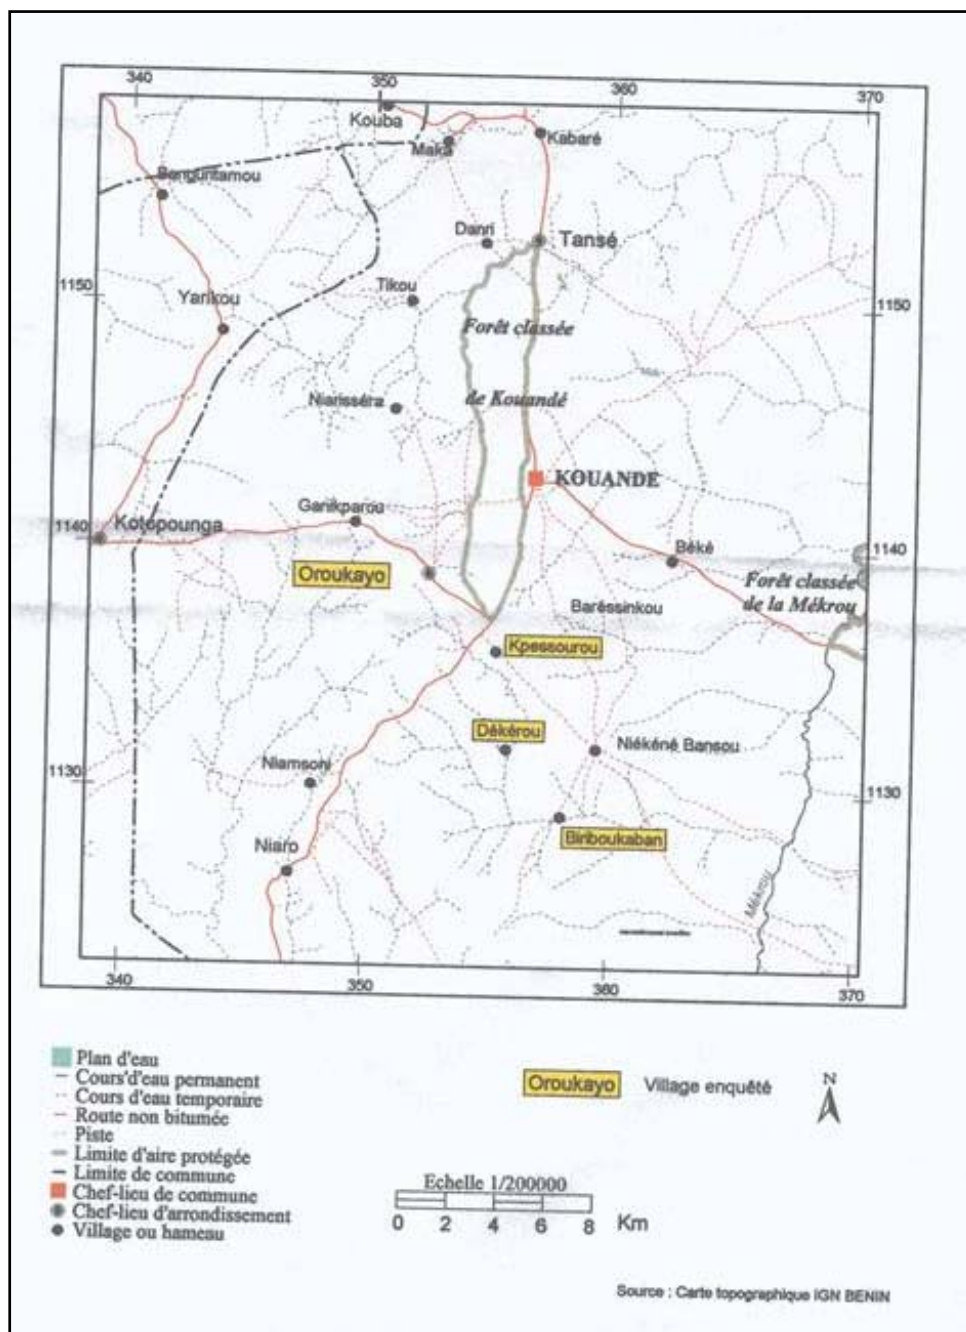 340
350
360
370
Kouba
Maka
Kabaré
Danri
Tansé
1150
Tikou
1150
Yarikou
Forêt classée
de Kouandé
Niarisséra
KOUANDE
Ganikparou
1140
Kotopounga
Béké
1140
Oroukayo
Forêt classée
de la Mékrou
Baréssinkou
Kpessourou
Dékérou
Niékéné Bansou
1130
Niamsoni
1130
Biriboukaban
Niaro
Mékrou
340
350
360
370
Plan d'eau
Cours d'eau permanent
Cours d'eau temporaire
Route non bitumée
Piste
Limite d'aire protégée
Limite de commune
Chef-lieu de commune
Chef-lieu d'arrondissement
Village ou hameau
Oroukayo Village enquêté
N
Echelle 1/200000
0 2 4 6 8 Km
Source : Carte topographique IGN BENIN